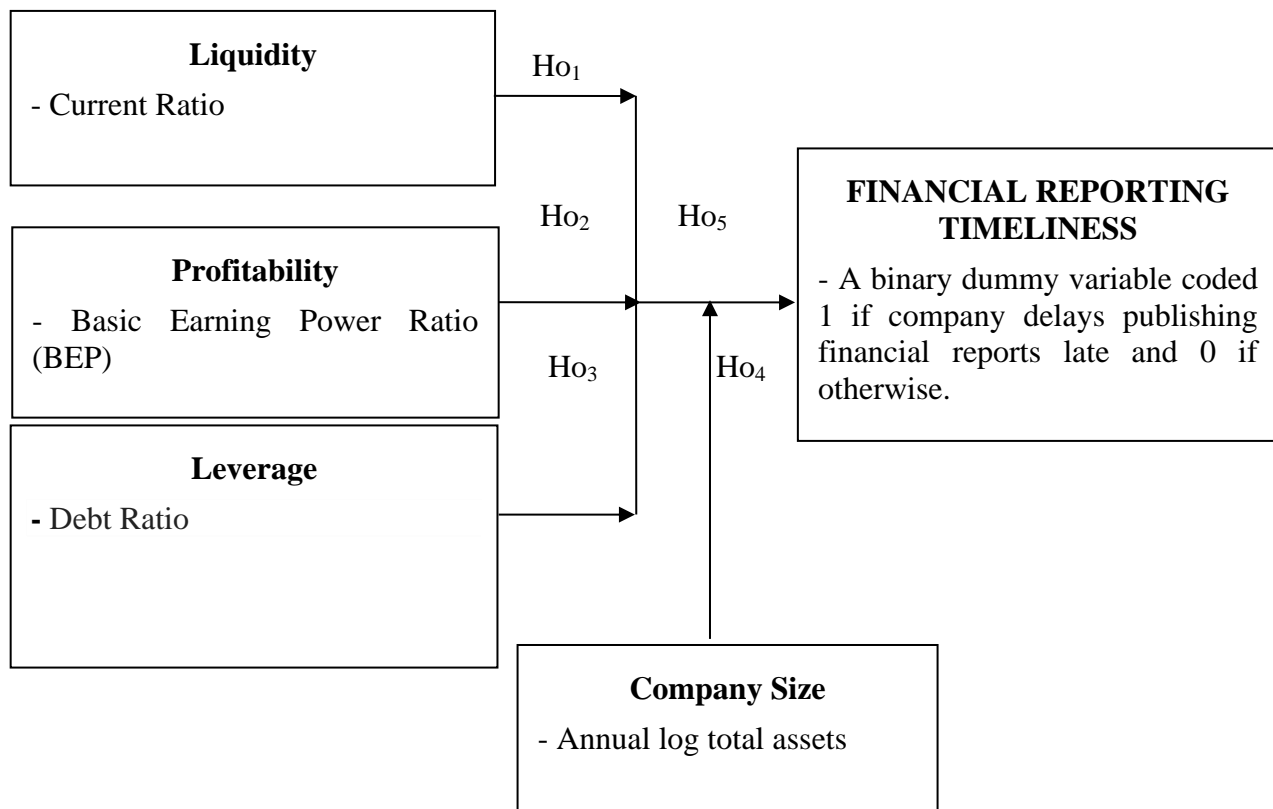 Liquidity
- Current Ratio
Ho1
Profitability
- Basic Earning Power Ratio
(BEP)
Ho2
Leverage
- Debt Ratio
Ho3
Company Size
- Annual log total assets
Ho4
Ho5
FINANCIAL REPORTING
TIMELINESS
- A binary dummy variable coded
1 if company delays publishing
financial reports late and 0 if
otherwise.